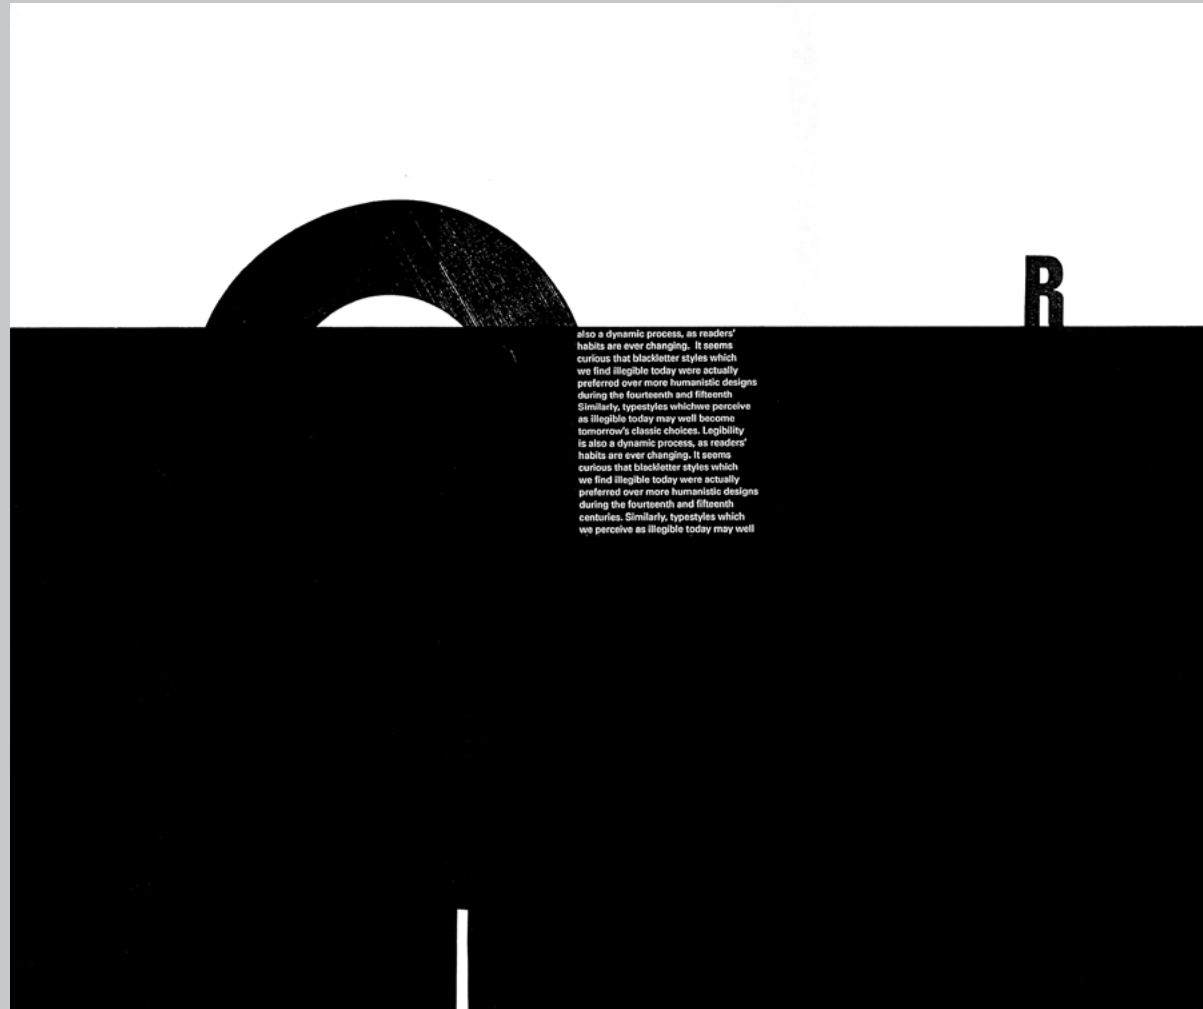 R
also a dynamic process, as readers'
habits are ever changing. It seems
curious that blackletter styles which
we find illegible today were actually
preferred over more humanistic designs
during the fourteenth and fifteenth
Similarly, typestyles whichwe perceive
as illegible today may well become
tomorrow's classic choices. Legibility
is also a dynamic process, as readers'
habits are ever changing. It seems
curious that blackletter styles which
we find illegible today were actually
preferred over more humanistic designs
during the fourteenth and fifteenth
centuries. Similarly, typestyles which
we perceive as illegible today may well